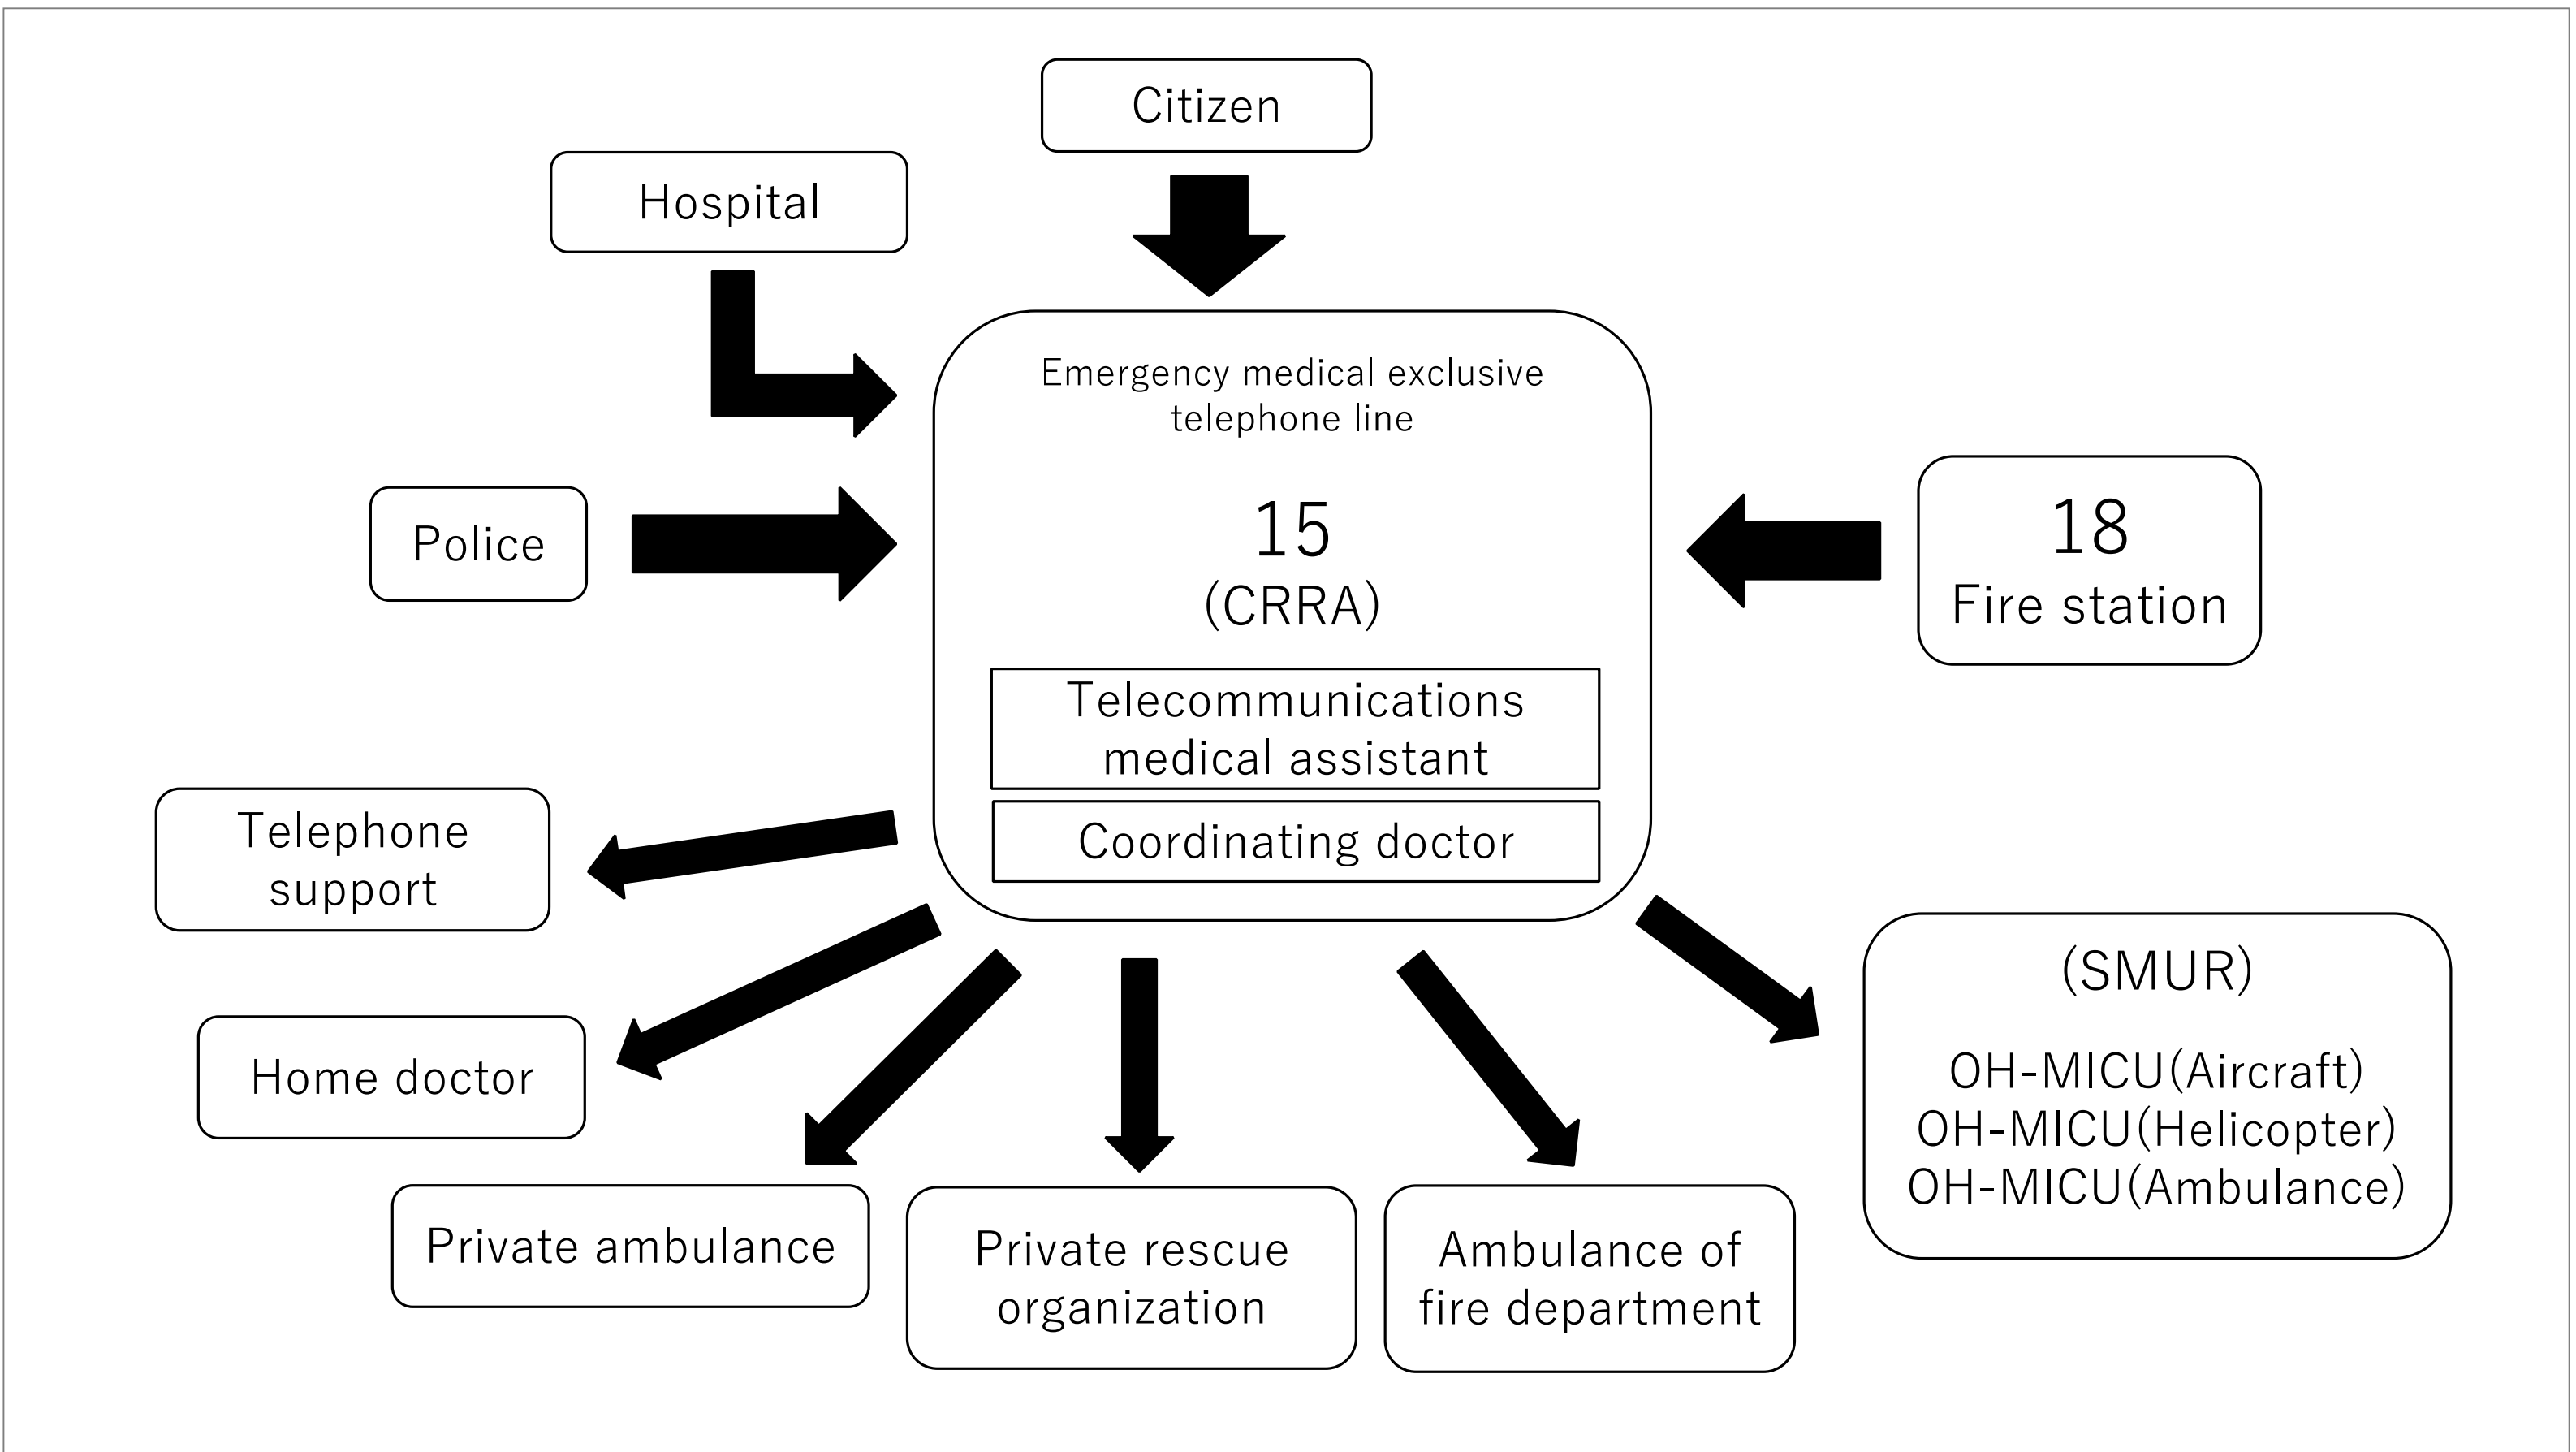 Citizen
Hospital
Emergency medical exclusive
telephone line
15
(CRRA)
Police
18
Fire station
Telecommunications
medical assistant
Coordinating doctor
Telephone
support
Home doctor
Private ambulance
Private rescue
organization
Ambulance of
fire department
(SMUR)
OH-MICU(Aircraft)
OH-MICU(Helicopter)
OH-MICU(Ambulance)